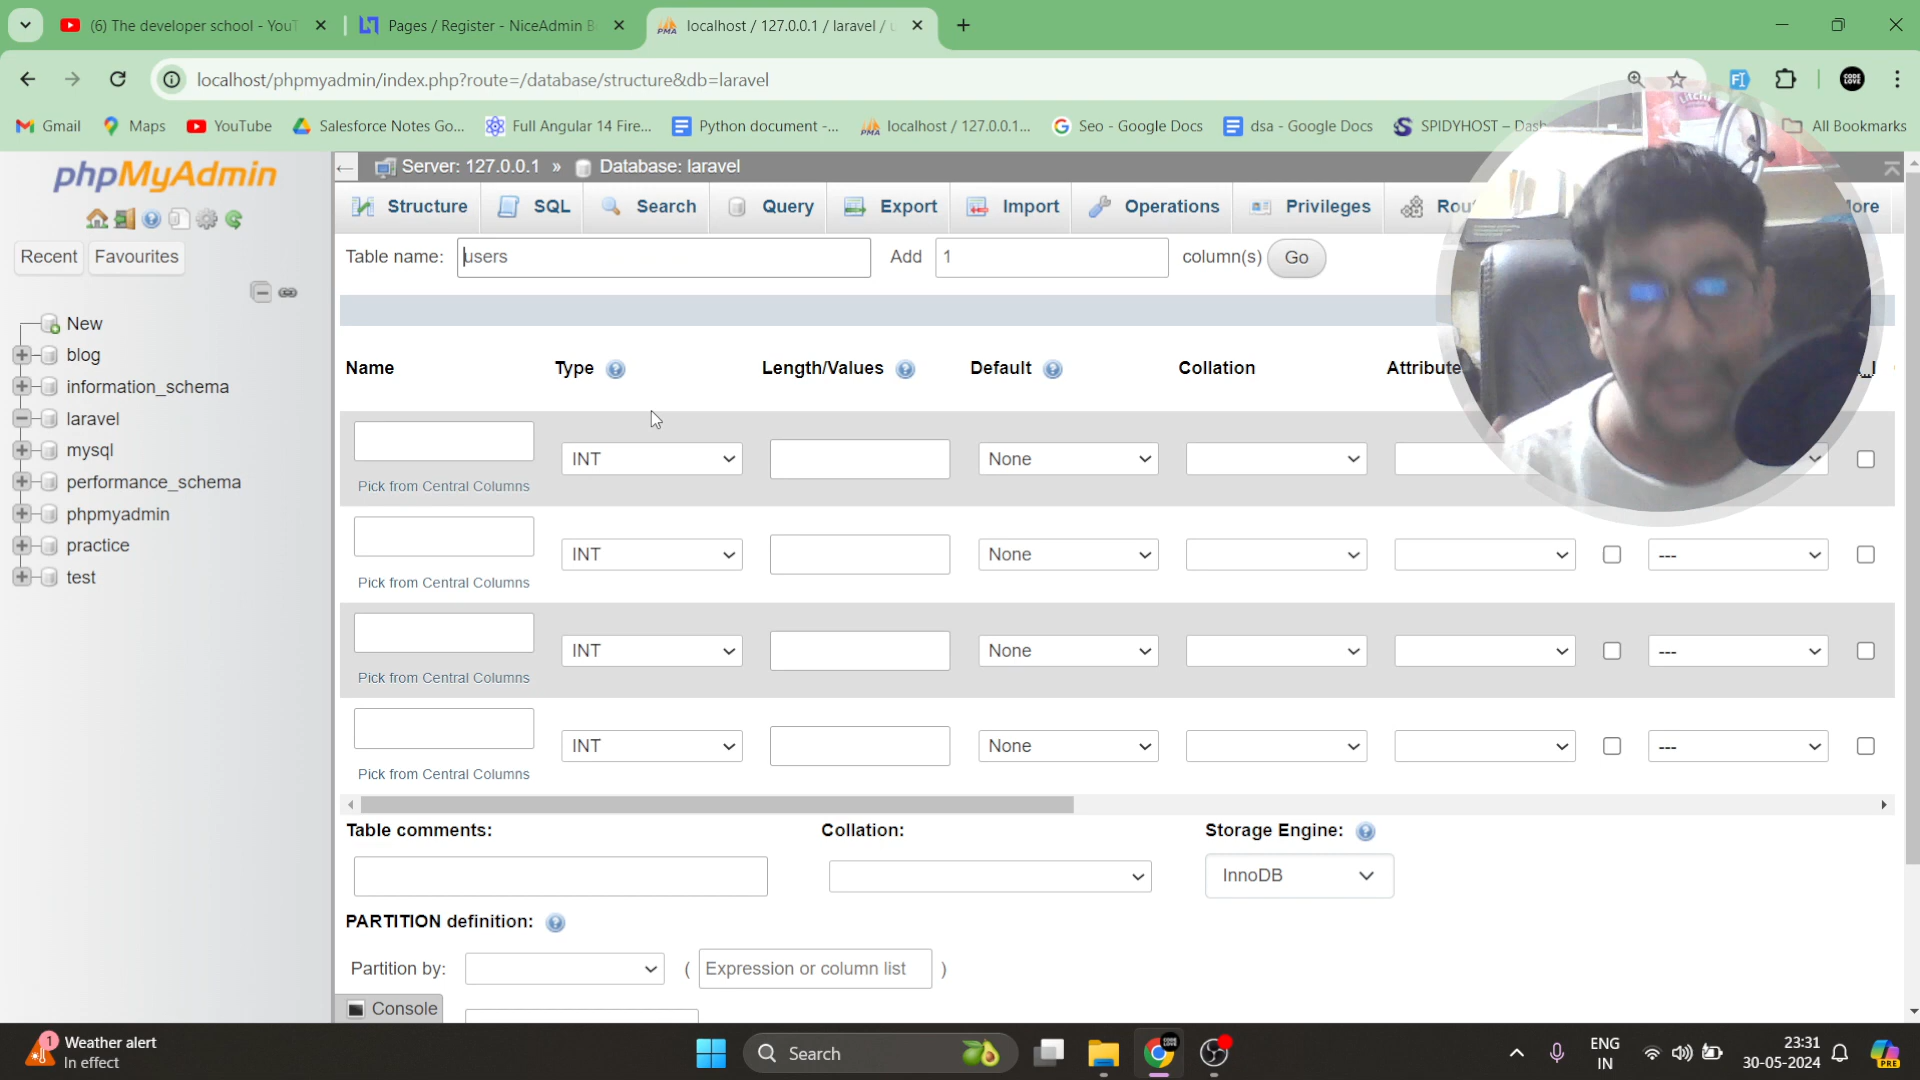 (6) The developer school - YouT
Pages / Register - NiceAdmin B
localhost / 127.0.0.1 / laravel / u
localhost/phpmyadmin/index.php?route=/database/structure&db=laravel
Gmail
Maps
YouTube
Salesforce Notes Go...
Full Angular 14 Fire...
Python document -...
localhost / 127.0.0.1...
Seo - Google Docs
dsa - Google Docs
SPIDYHOST – Dash
All Bookmarks
phpMyAdmin
Recent
Favourites
New
blog
information_schema
laravel
mysql
performance_schema
phpmyadmin
practice
test
Server: 127.0.0.1 » Database: laravel
Structure
SQL
Search
Query
Export
Import
Operations
Privileges
Rou
More
Table name: users Add 1 column(s) Go
Name Type Length/Values Default Collation Attribute
INT None
Pick from Central Columns
INT None ---
Pick from Central Columns
INT None ---
Pick from Central Columns
INT None ---
Pick from Central Columns
Table comments: Collation: Storage Engine:
InnoDB
PARTITION definition:
Partition by: ( Expression or column list )
Console
1
Weather alert
In effect
Search
ENG
IN
23:31
30-05-2024
PRE